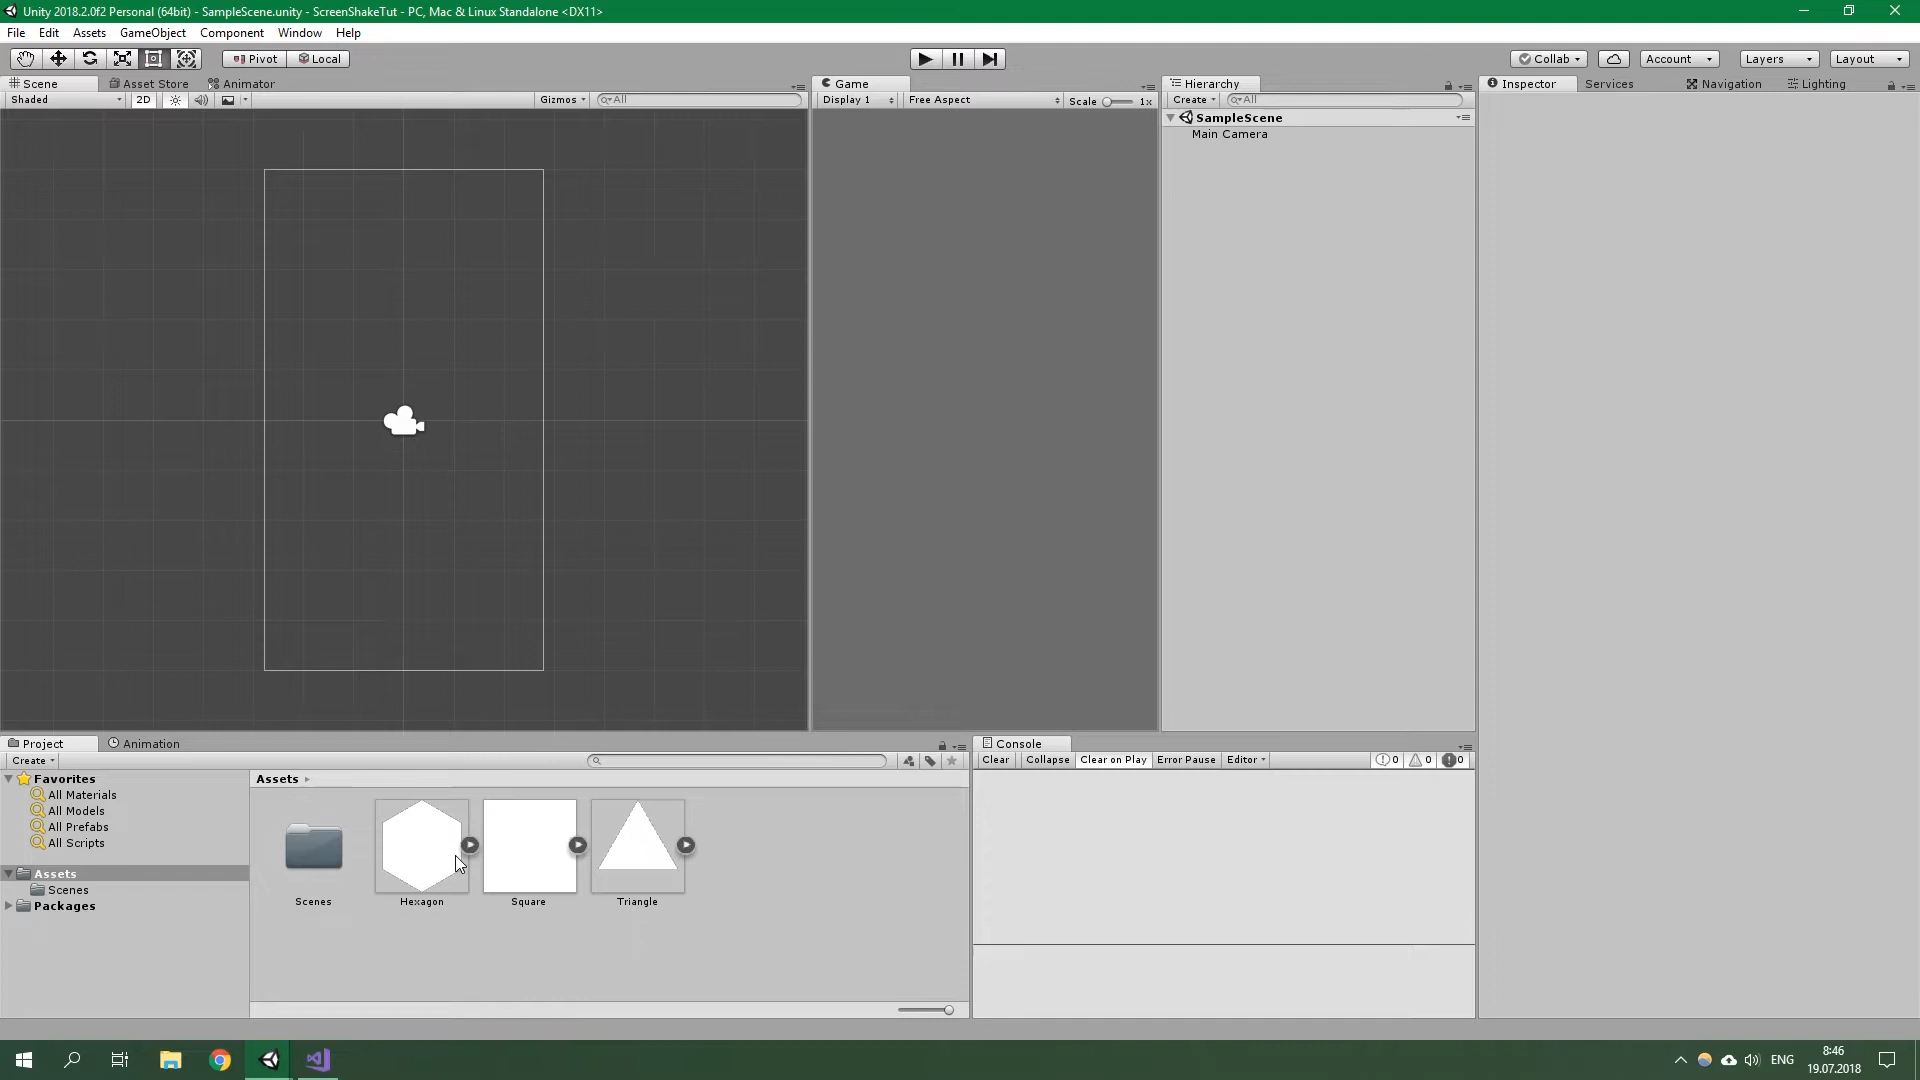 Unity 2018.2.0f2 Personal (64bit) - SampleScene.unity - ScreenShakeTut - PC, Mac & Linux Standalone <DX11>
File Edit Assets GameObject Component Window Help
Pivot Local Collab Account Layers Layout
Scene Asset Store Animator Game Hierarchy Inspector Services Navigation Lighting
Shaded 2D Gizmos All Display 1 Free Aspect Scale 1x Create All
SampleScene
Main Camera
Project Animation Console
Create Clear Collapse Clear on Play Error Pause Editor 0 0 0
Favorites Assets
All Materials
All Models
All Prefabs
All Scripts
Assets
Scenes
Packages
Scenes Hexagon Square Triangle
ENG 8:46
19.07.2018